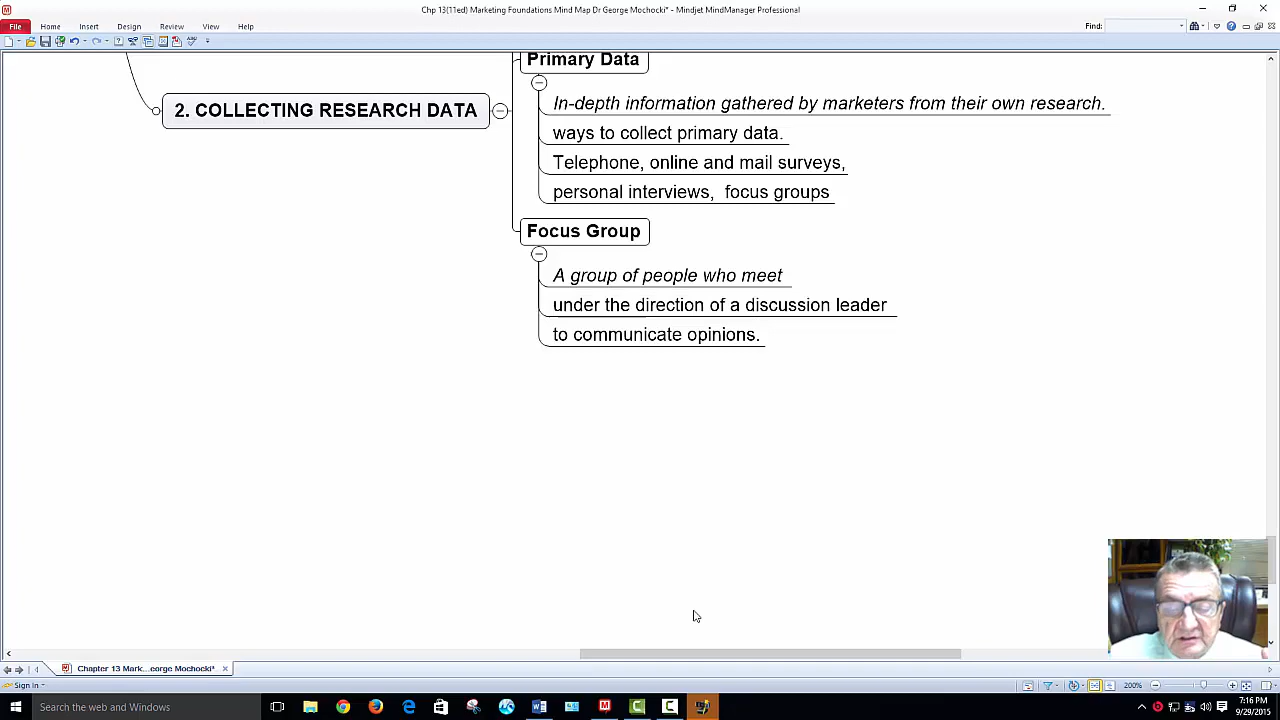 Chp 13(11ed) Marketing Foundations Mind Map Dr George Mochocki* - Mindjet MindManager Professional
File Home Insert Design Review View Help Find:
Primary Data
In-depth information gathered by marketers from their own research.
2. COLLECTING RESEARCH DATA
ways to collect primary data.
Telephone, online and mail surveys,
personal interviews, focus groups
Focus Group
A group of people who meet
under the direction of a discussion leader
to communicate opinions.
Chapter 13 Mark...eorge Mochocki*
Sign In
200%
Search the web and Windows
7:16 PM
9/29/2015